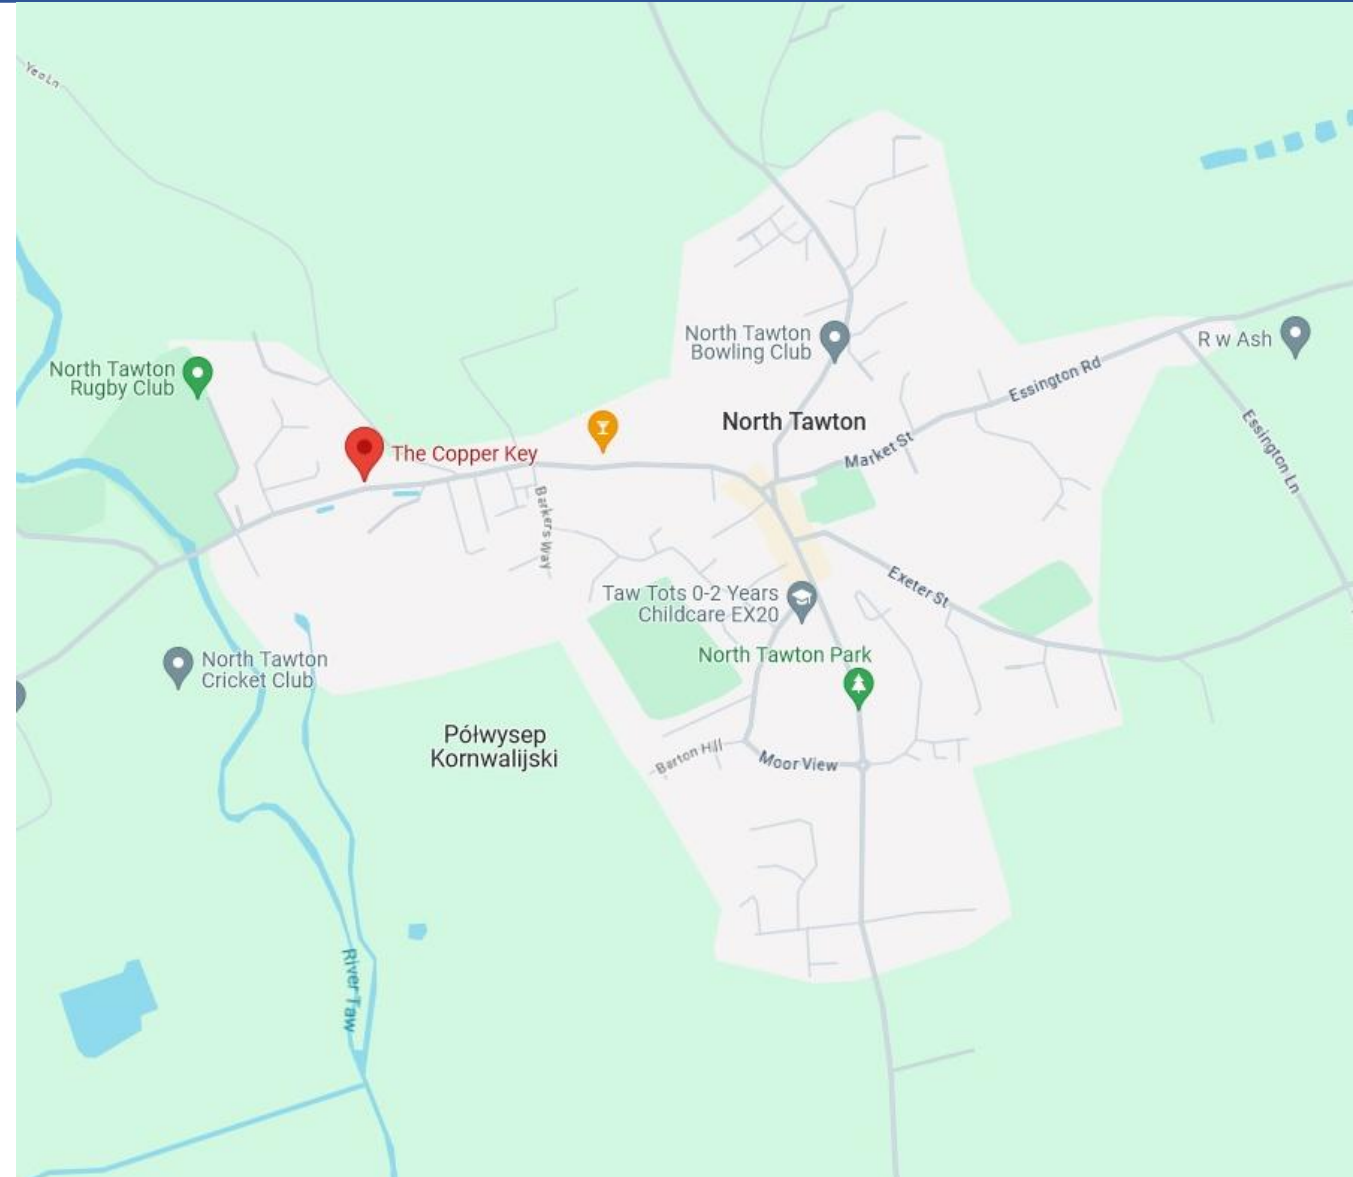 Yeo Ln
North Tawton
Bowling Club
R w Ash
North Tawton
Rugby Club
Essington Rd
North Tawton
Market St
The Copper Key
Essington Ln
Barkers Way
Exeter St
Taw Tots 0-2 Years
Childcare EX20
North Tawton Park
North Tawton
Cricket Club
Półwysep
Kornwalijski
Barton Hill
Moor View
River Taw